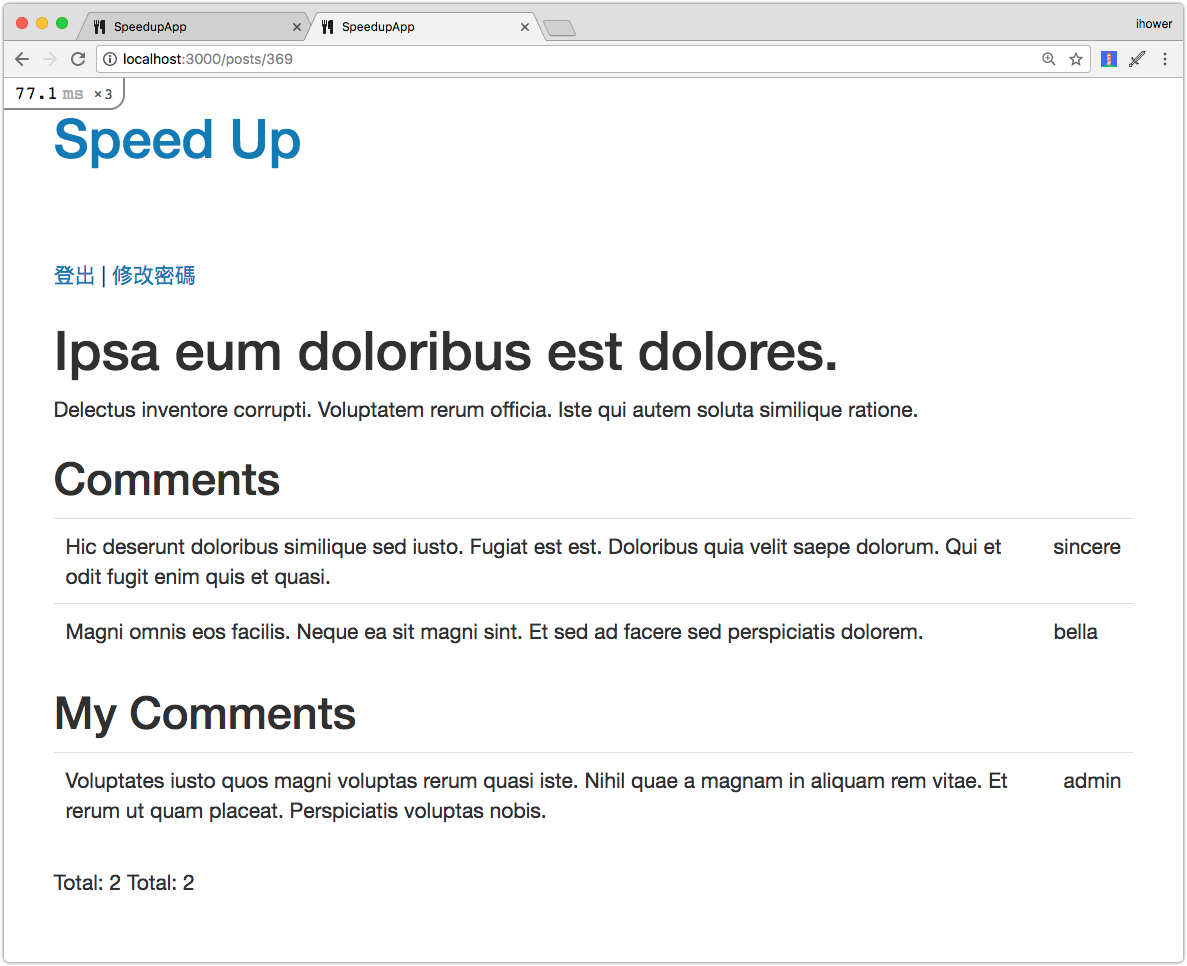 SpeedupApp
SpeedupApp
ihower
localhost:3000/posts/369
77.1 ms ×3
Speed Up
登出 | 修改密碼
Ipsa eum doloribus est dolores.
Delectus inventore corrupti. Voluptatem rerum officia. Iste qui autem soluta similique ratione.
Comments
Hic deserunt doloribus similique sed iusto. Fugiat est est. Doloribus quia velit saepe dolorum. Qui et
odit fugit enim quis et quasi.
sincere
Magni omnis eos facilis. Neque ea sit magni sint. Et sed ad facere sed perspiciatis dolorem.
bella
My Comments
Voluptates iusto quos magni voluptas rerum quasi iste. Nihil quae a magnam in aliquam rem vitae. Et
rerum ut quam placeat. Perspiciatis voluptas nobis.
admin
Total: 2 Total: 2